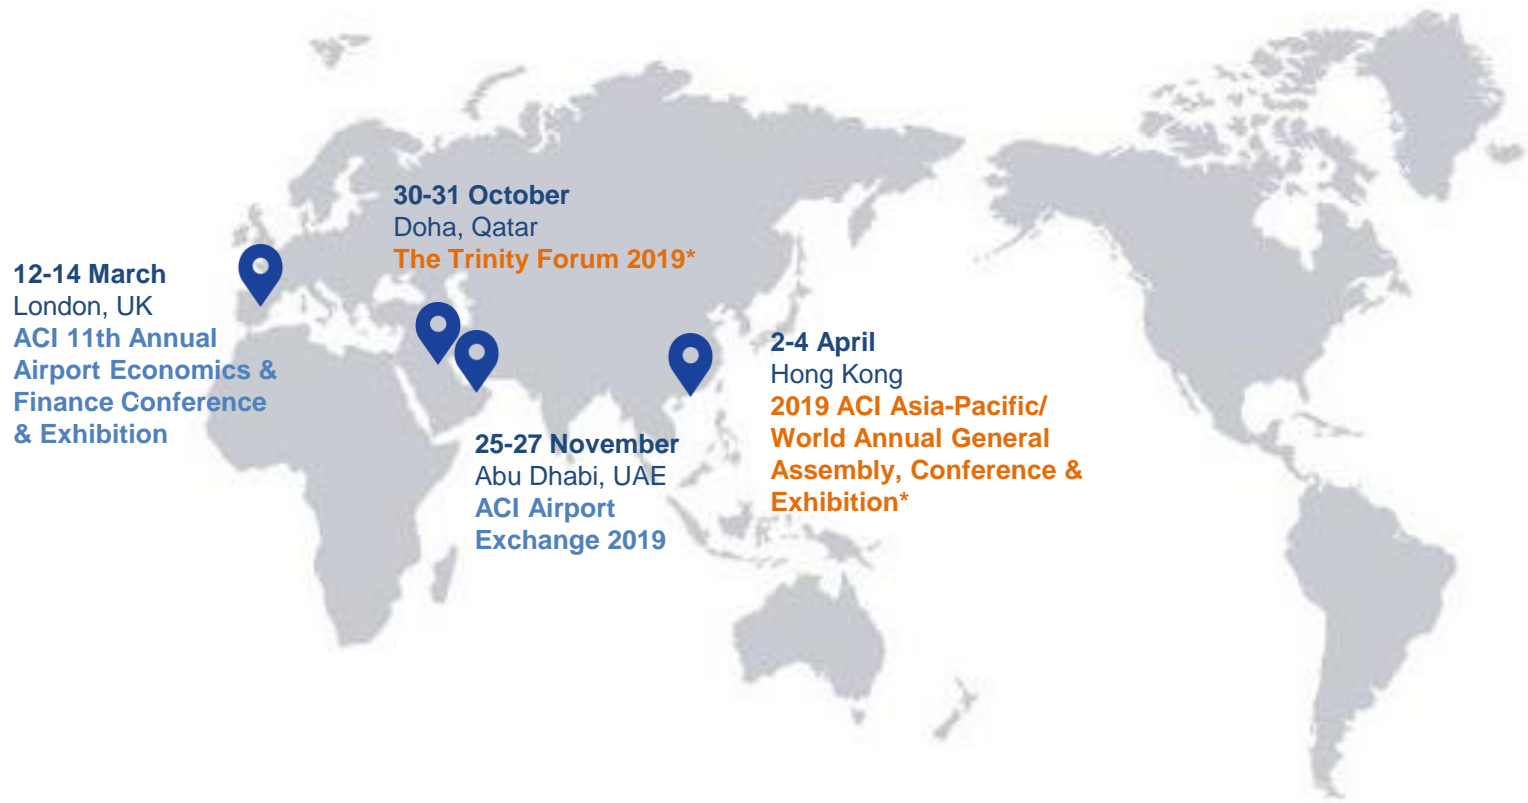 30-31 October
Doha, Qatar
The Trinity Forum 2019*
12-14 March
London, UK
ACI 11th Annual
Airport Economics &
Finance Conference
& Exhibition
2-4 April
Hong Kong
2019 ACI Asia-Pacific/
World Annual General
Assembly, Conference &
Exhibition*
25-27 November
Abu Dhabi, UAE
ACI Airport
Exchange 2019